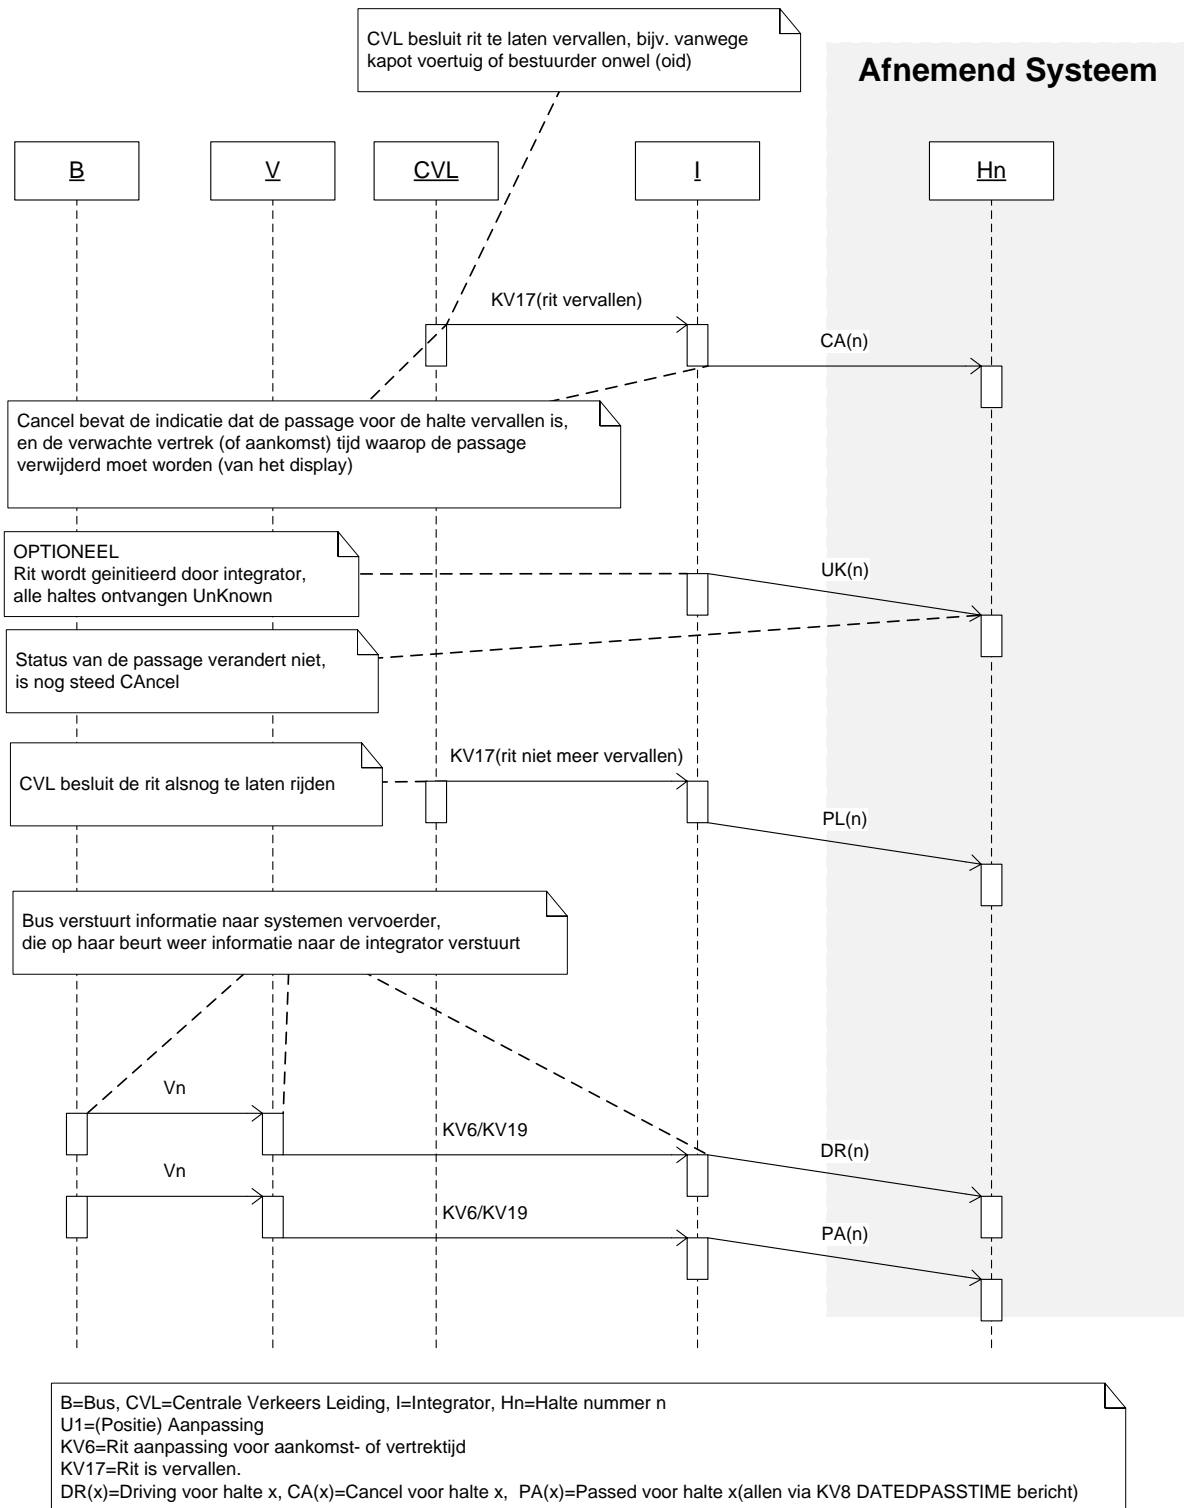 CVL besluit rit te laten vervallen, bijv. vanwege
kapot voertuig of bestuurder onwel (oid)
Afnemend Systeem
B
V
CVL
I
Hn
KV17(rit vervallen)
CA(n)
Cancel bevat de indicatie dat de passage voor de halte vervallen is,
en de verwachte vertrek (of aankomst) tijd waarop de passage
verwijderd moet worden (van het display)
OPTIONEEL
Rit wordt geinitieerd door integrator,
alle haltes ontvangen UnKnown
UK(n)
Status van de passage verandert niet,
is nog steed CAncel
KV17(rit niet meer vervallen)
CVL besluit de rit alsnog te laten rijden
PL(n)
Bus verstuurt informatie naar systemen vervoerder,
die op haar beurt weer informatie naar de integrator verstuurt
Vn
KV6/KV19
DR(n)
Vn
KV6/KV19
PA(n)
B=Bus, CVL=Centrale Verkeers Leiding, I=Integrator, Hn=Halte nummer n
U1=(Positie) Aanpassing
KV6=Rit aanpassing voor aankomst- of vertrektijd
KV17=Rit is vervallen.
DR(x)=Driving voor halte x, CA(x)=Cancel voor halte x, PA(x)=Passed voor halte x(allen via KV8 DATEDPASSTIME bericht)